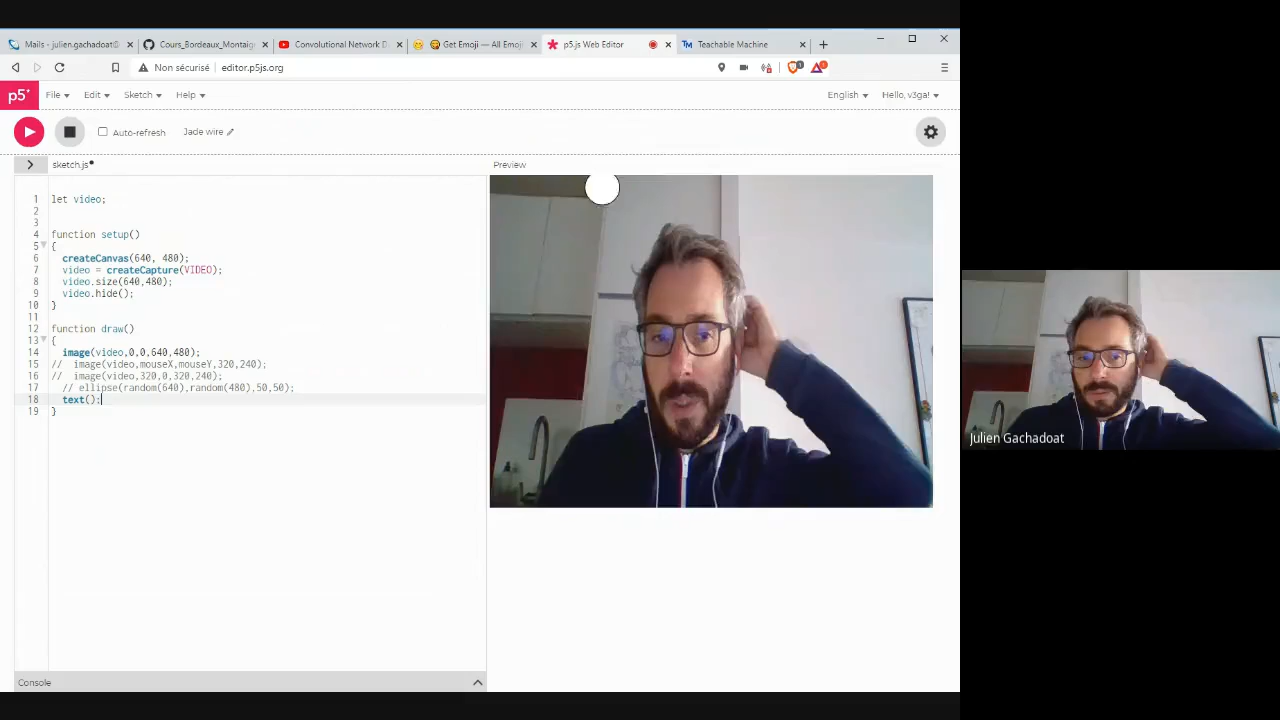 Mails - julien.gachadoat@
Cours_Bordeaux_Montaig
Convolutional Network D
Get Emoji — All Emoji
p5.js Web Editor
Teachable Machine
Non sécurisé
editor.p5js.org
p5*
File
Edit
Sketch
Help
English
Hello, v3ga!
Auto-refresh
Jade wire
sketch.js
Preview
1 let video;
2
3
4 function setup()
5 {
6 createCanvas(640, 480);
7 video = createCapture(VIDEO);
8 video.size(640,480);
9 video.hide();
10 }
11
12 function draw()
13 {
14 image(video,0,0,640,480);
15 // image(video,mouseX,mouseY,320,240);
16 // image(video,320,0,320,240);
17 // ellipse(random(640),random(480),50,50);
18 text();
19 }
Julien Gachadoat
Console